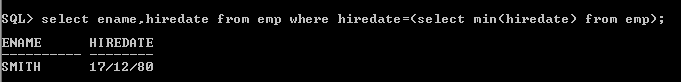 SQL> select ename,hiredate from emp where hiredate=(select min(hiredate) from emp);
ENAME      HIREDATE
---------- --------
SMITH      17/12/80